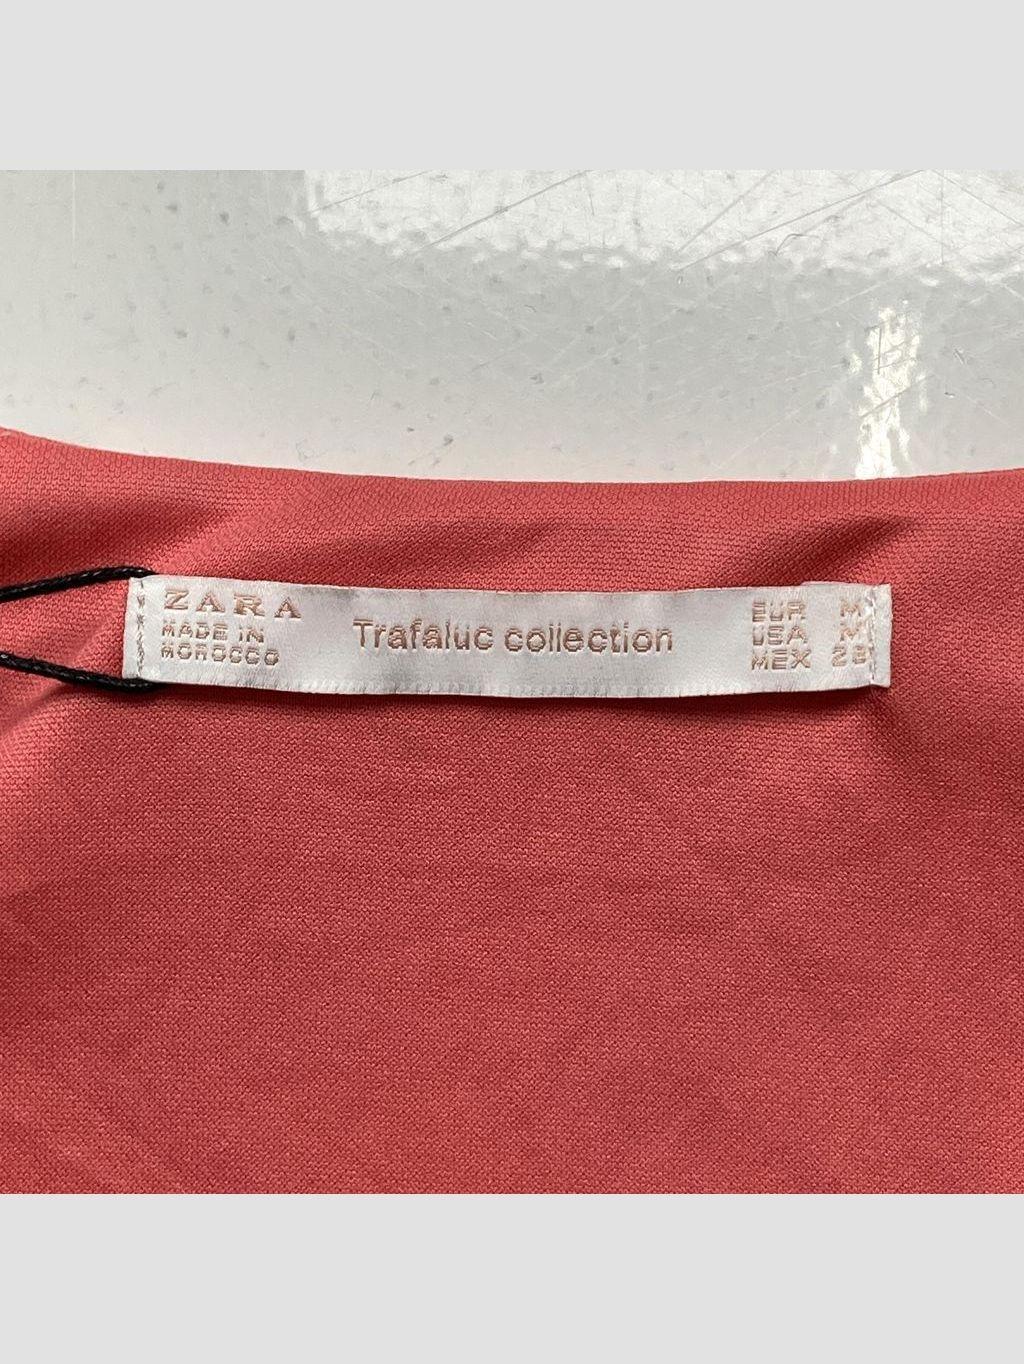 ZARA
MADE IN
MOROCCO
Trafaluc collection
EUR M
USA M
MEX 28